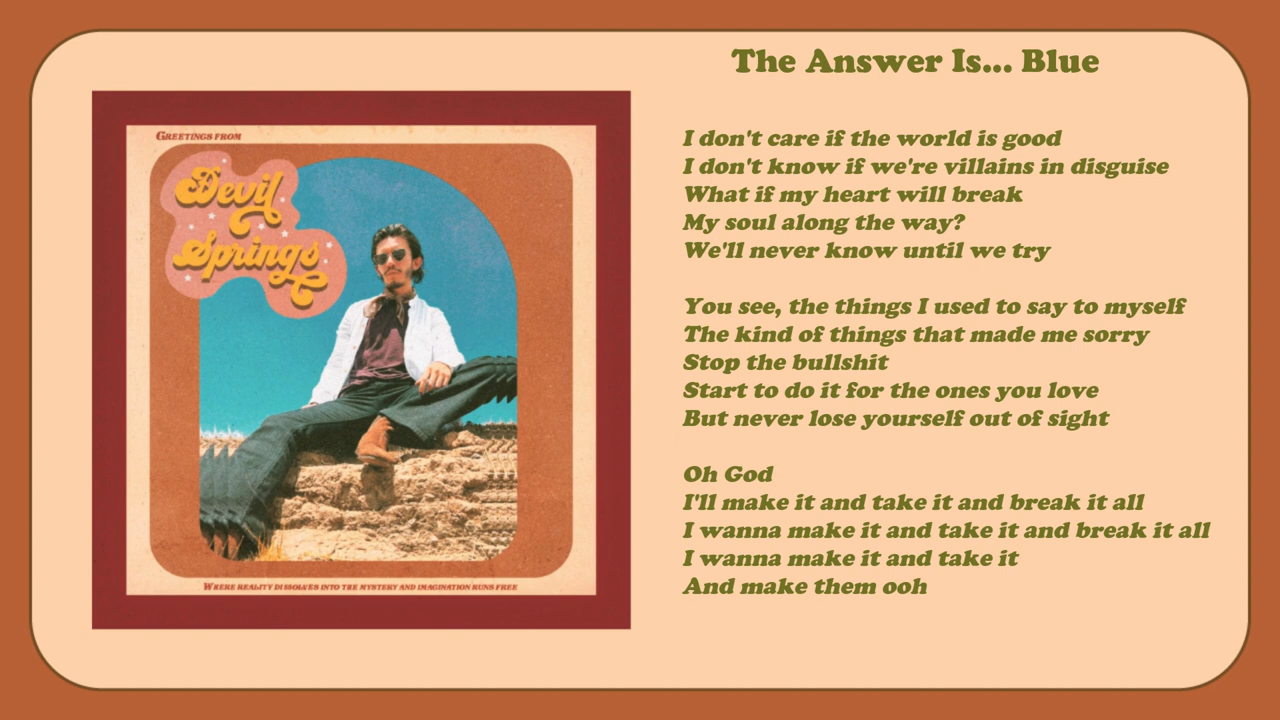 The Answer Is... Blue
GREETINGS FROM
Devil
Springs
WHERE REALITY DISSOLVES INTO THE MYSTERY AND IMAGINATION RUNS FREE
I don't care if the world is good
I don't know if we're villains in disguise
What if my heart will break
My soul along the way?
We'll never know until we try
You see, the things I used to say to myself
The kind of things that made me sorry
Stop the bullshit
Start to do it for the ones you love
But never lose yourself out of sight
Oh God
I'll make it and take it and break it all
I wanna make it and take it and break it all
I wanna make it and take it
And make them ooh